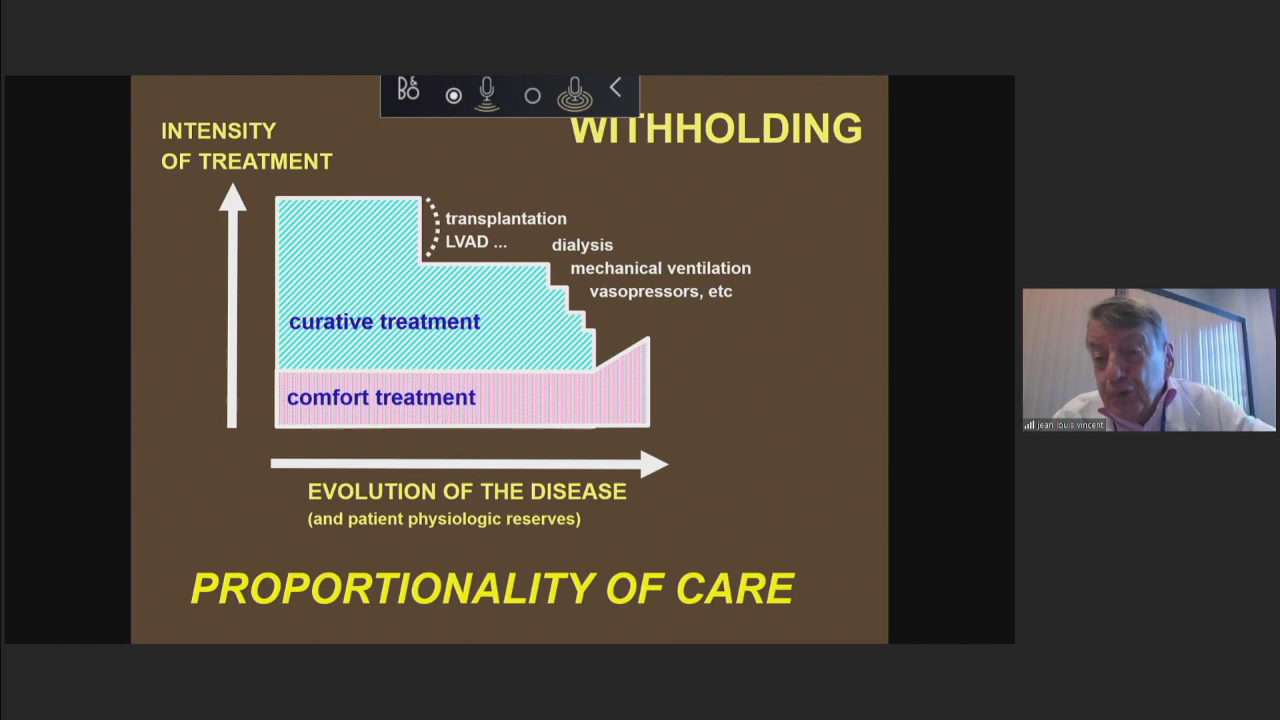 B&O
WITHHOLDING
INTENSITY
OF TREATMENT
transplantation
LVAD ...
dialysis
mechanical ventilation
vasopressors, etc
curative treatment
comfort treatment
EVOLUTION OF THE DISEASE
(and patient physiologic reserves)
PROPORTIONALITY OF CARE
jean louis vincent